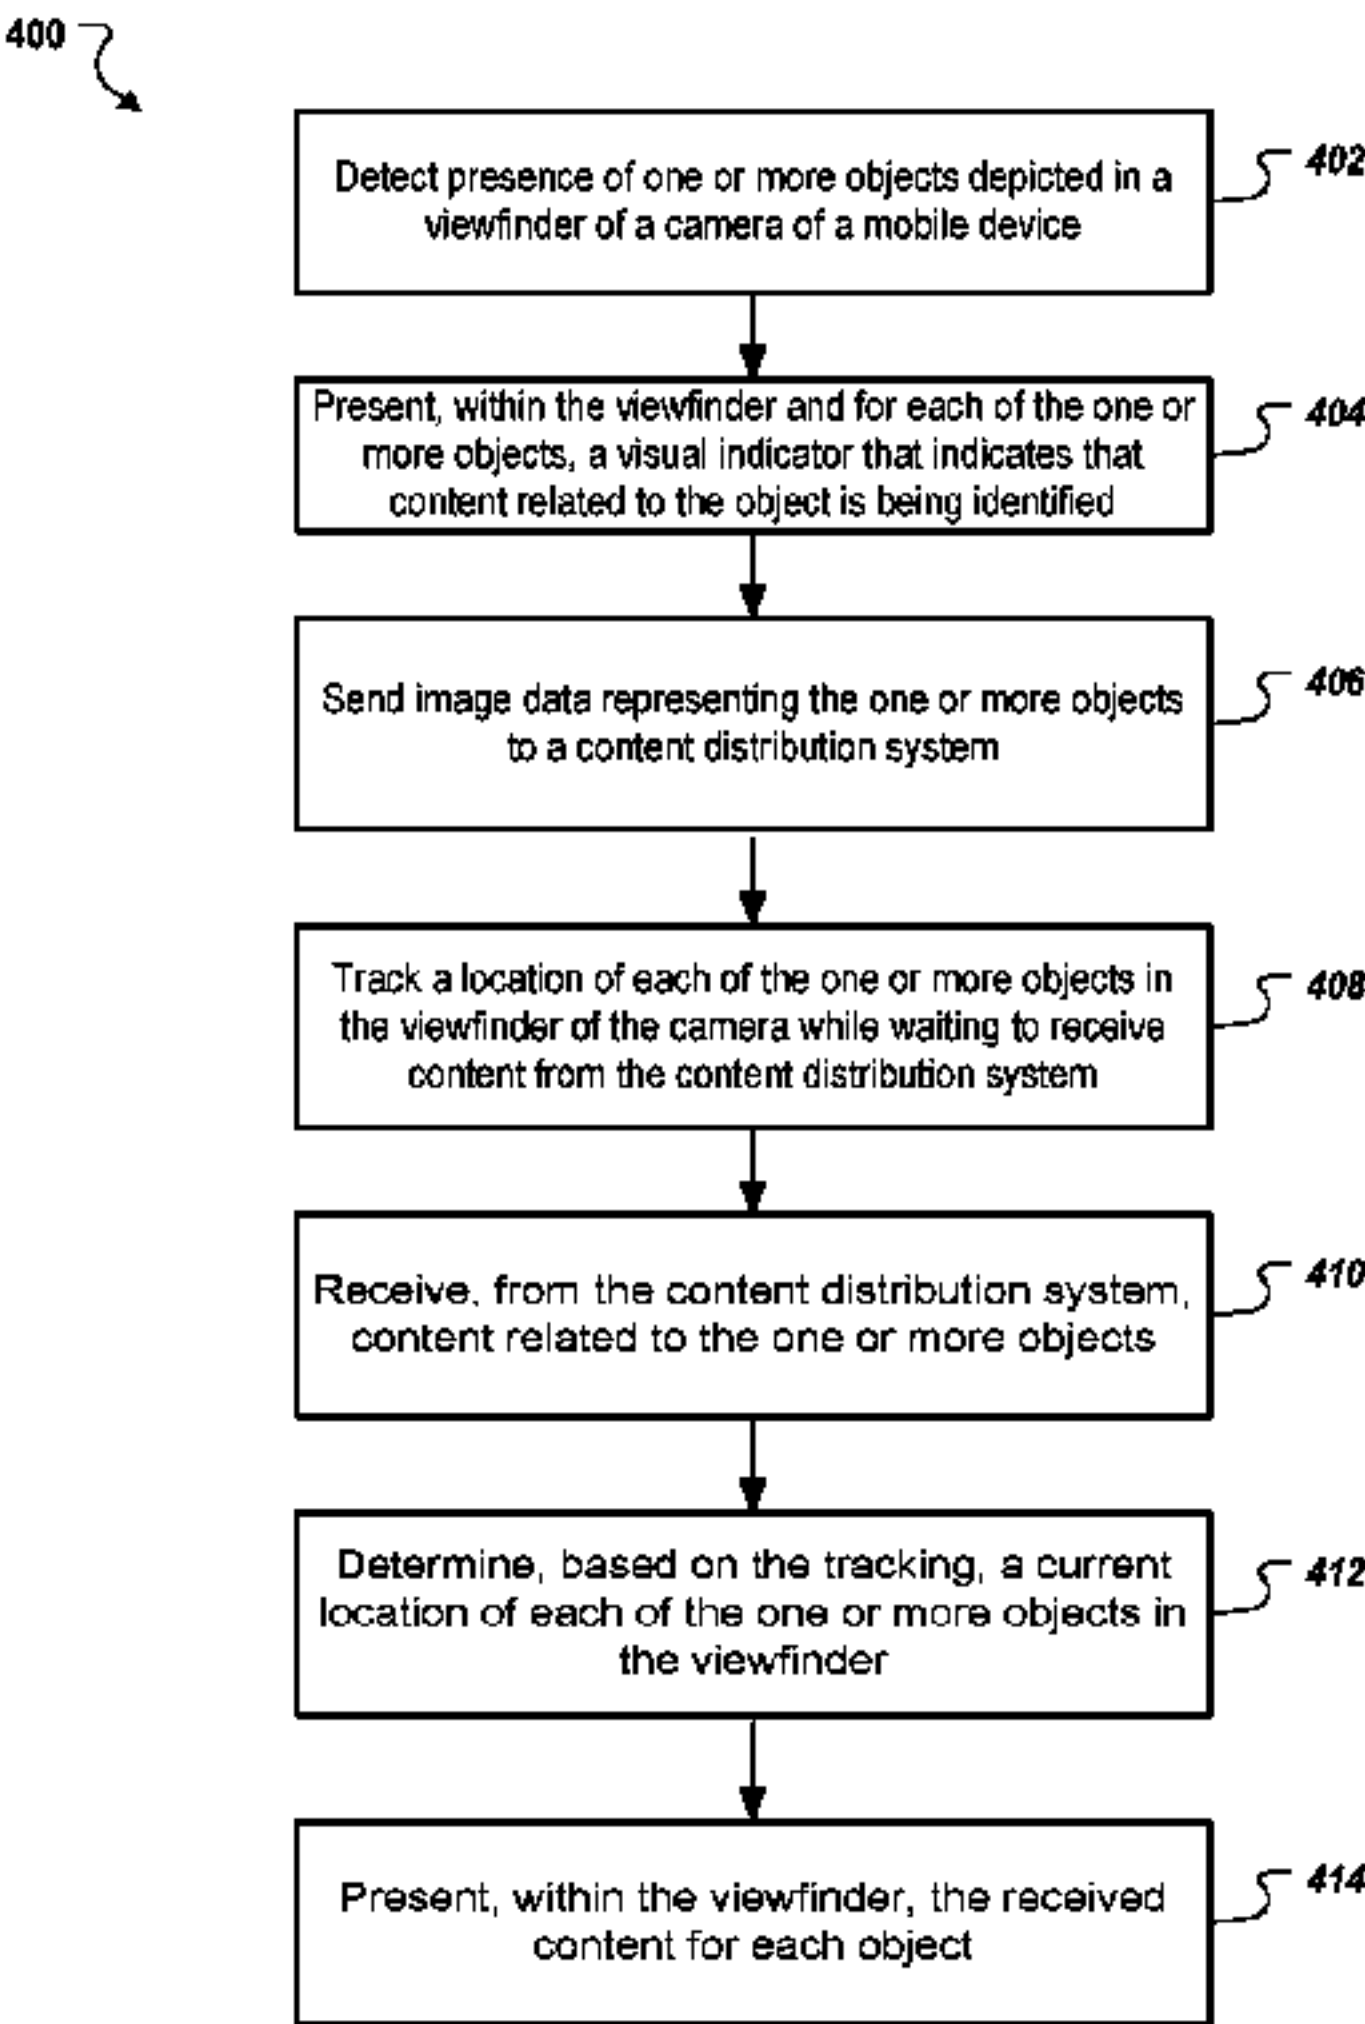 400
Detect presence of one or more objects depicted in a
viewfinder of a camera of a mobile device
402
Present, within the viewfinder and for each of the one or
more objects, a visual indicator that indicates that
content related to the object is being identified
404
Send image data representing the one or more objects
to a content distribution system
406
Track a location of each of the one or more objects in
the viewfinder of the camera while waiting to receive
content from the content distribution system
408
Receive, from the content distribution system,
content related to the one or more objects
410
Determine, based on the tracking, a current
location of each of the one or more objects in
the viewfinder
412
Present, within the viewfinder, the received
content for each object
414